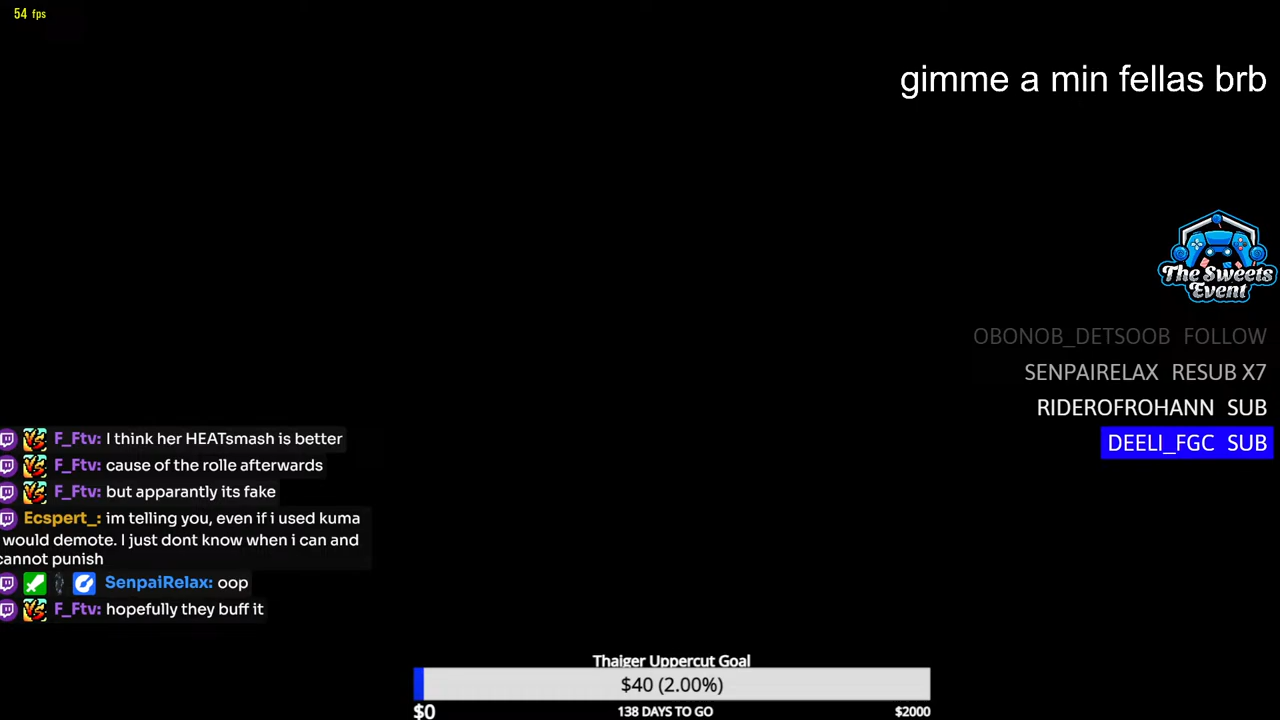 54 fps
gimme a min fellas brb
The Sweets
Event
OBONOB_DETSOOB FOLLOW
SENPAIRELAX RESUB X7
RIDEROFROHANN SUB
DEELI_FGC SUB
F_Ftv: I think her HEATsmash is better
F_Ftv: cause of the rolle afterwards
F_Ftv: but apparantly its fake
Ecspert_: im telling you, even if i used kuma
would demote. I just dont know when i can and
cannot punish
SenpaiRelax: oop
F_Ftv: hopefully they buff it
Thaiger Uppercut Goal
$40 (2.00%)
$0 138 DAYS TO GO $2000